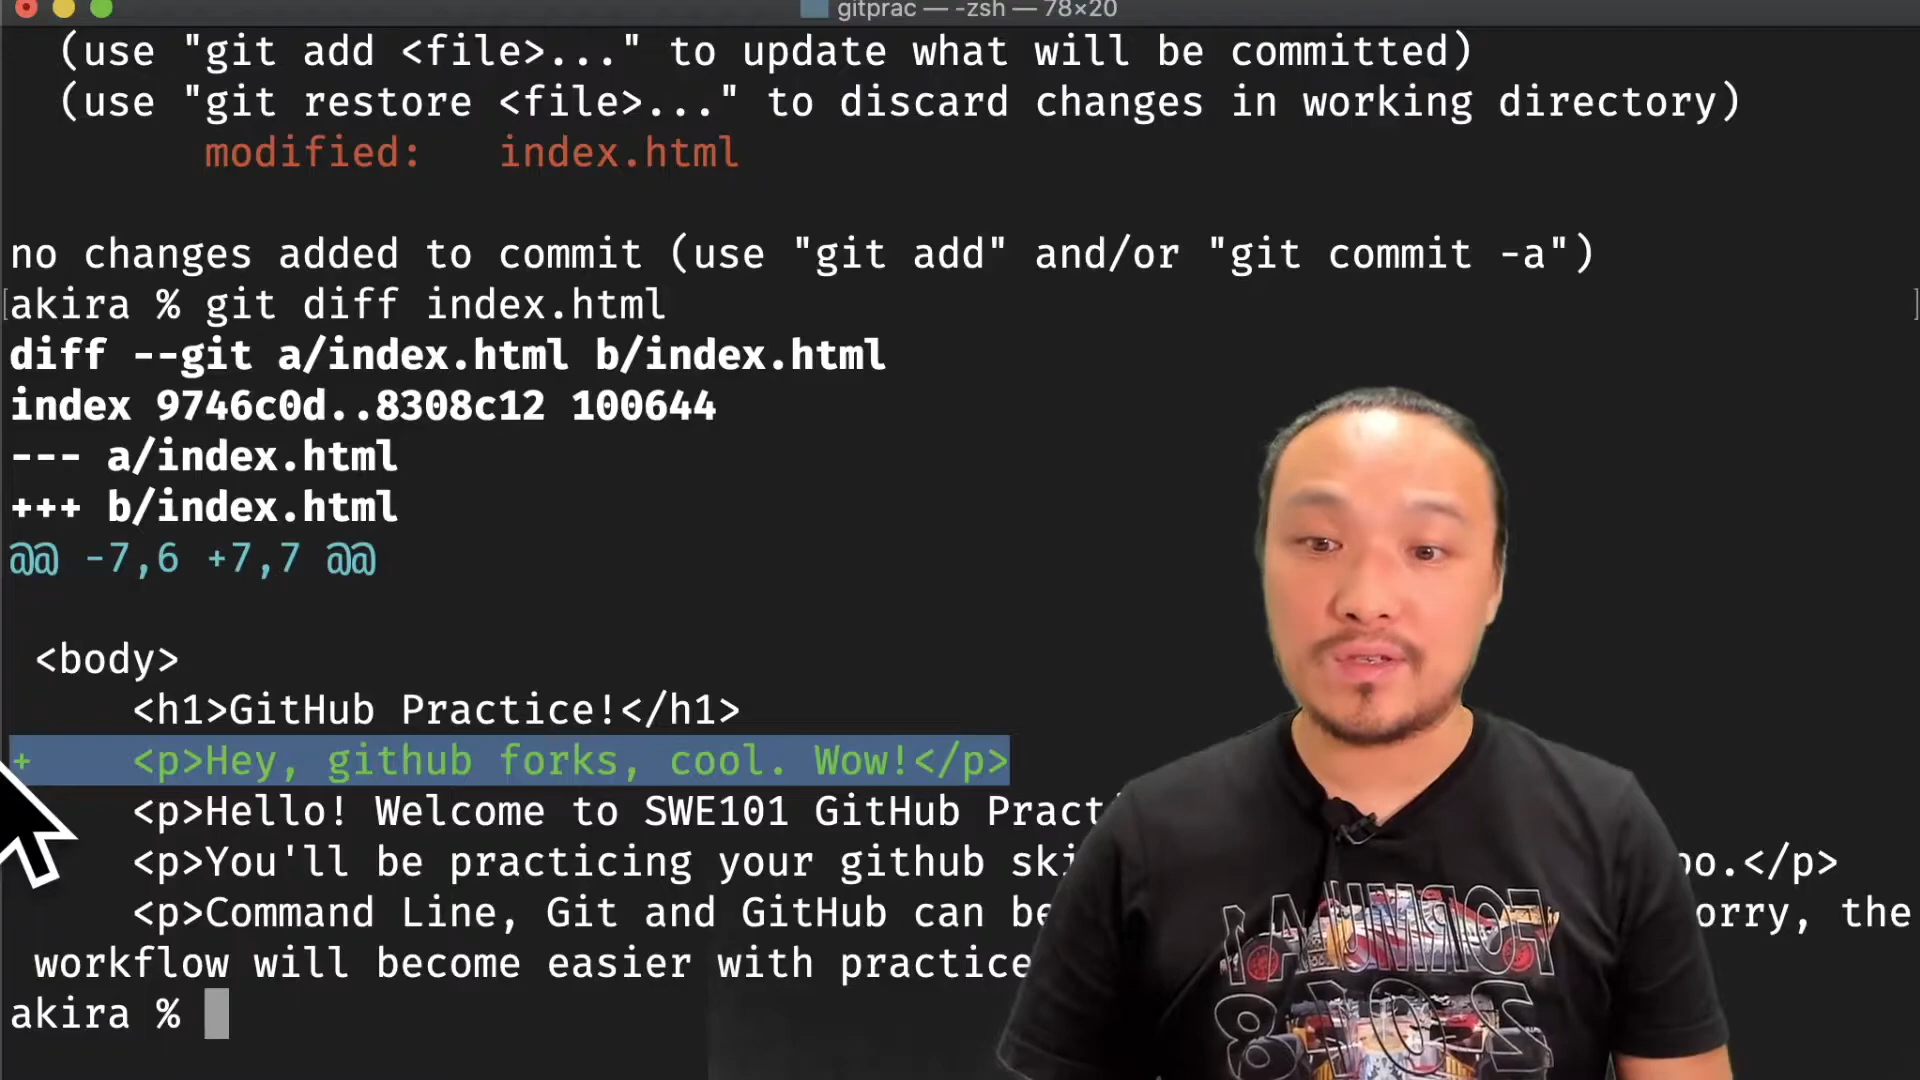 gitprac — -zsh — 78×20
(use "git add <file>..." to update what will be committed)
(use "git restore <file>..." to discard changes in working directory)
modified:   index.html
no changes added to commit (use "git add" and/or "git commit -a")
[akira % git diff index.html ]
diff --git a/index.html b/index.html
index 9746c0d..8308c12 100644
--- a/index.html
+++ b/index.html
@@ -7,6 +7,7 @@
<body>
<h1>GitHub Practice!</h1>
+    <p>Hey, github forks, cool. Wow!</p>
<p>Hello! Welcome to SWE101 GitHub
<p>You'll be practicing your github
<p>Command Line, Git and GitHub can be the
workflow will become easier with practice
akira %
FORMULA 1
2018